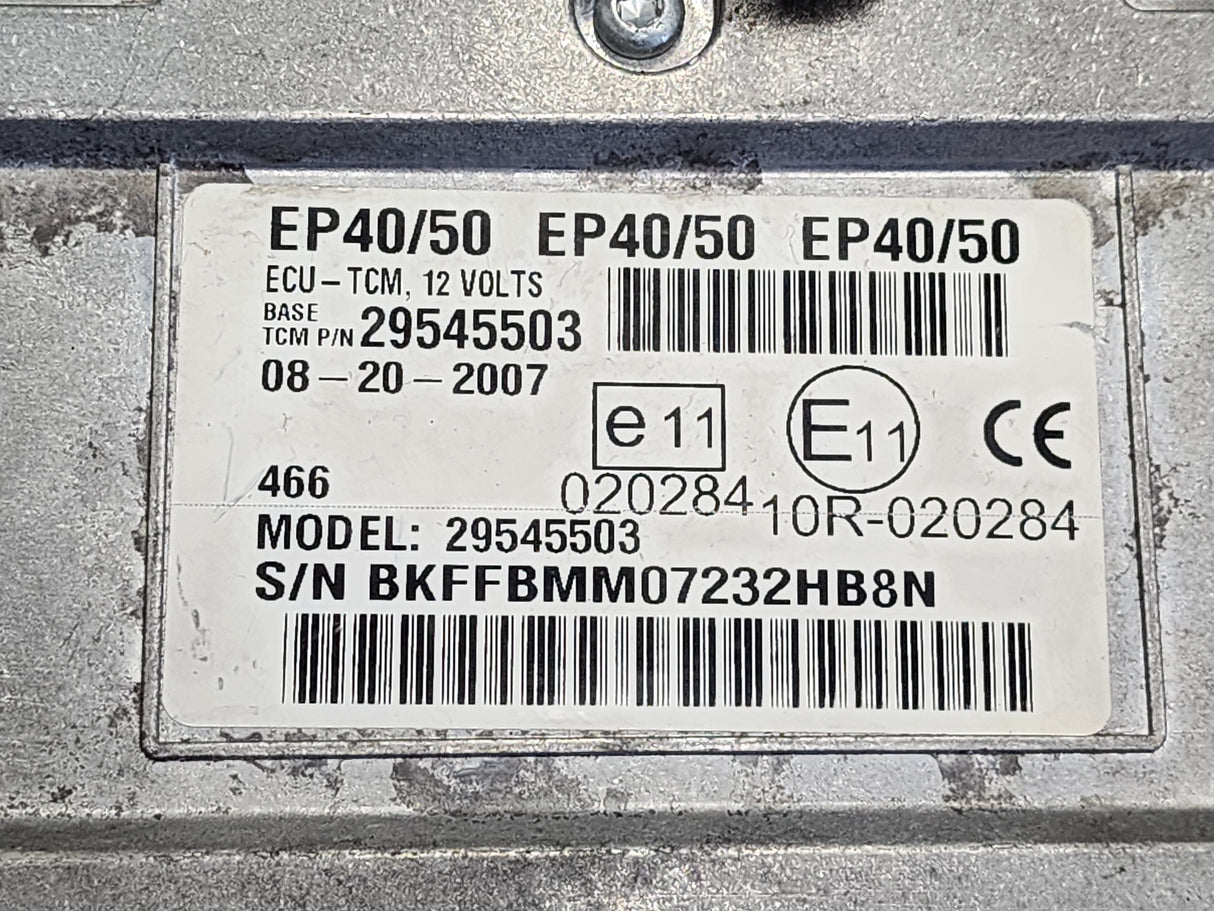 EP40/50 EP40/50 EP40/50
ECU-TCM, 12 VOLTS
BASE
TCM P/N 29545503
08-20-2007
e 11
E11
CE
466
020284
10R-020284
MODEL: 29545503
S/N BKFFBMM07232HB8N